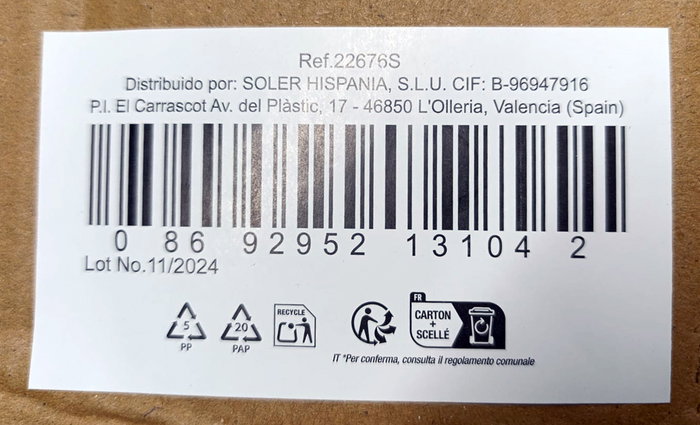 Ref.22676S
Distribuido por: SOLER HISPANIA, S.L.U. CIF: B-96947916
P.I. El Carrascot Av. del Plàstic, 17 - 46850 L'Olleria, Valencia (Spain)
0 86 92952 13104 2
Lot No.11/2024
5
PP
20
PAP
RECYCLE
FR
CARTON
+
SCELLÉ
IT *Per conferma, consulta il regolamento comunale